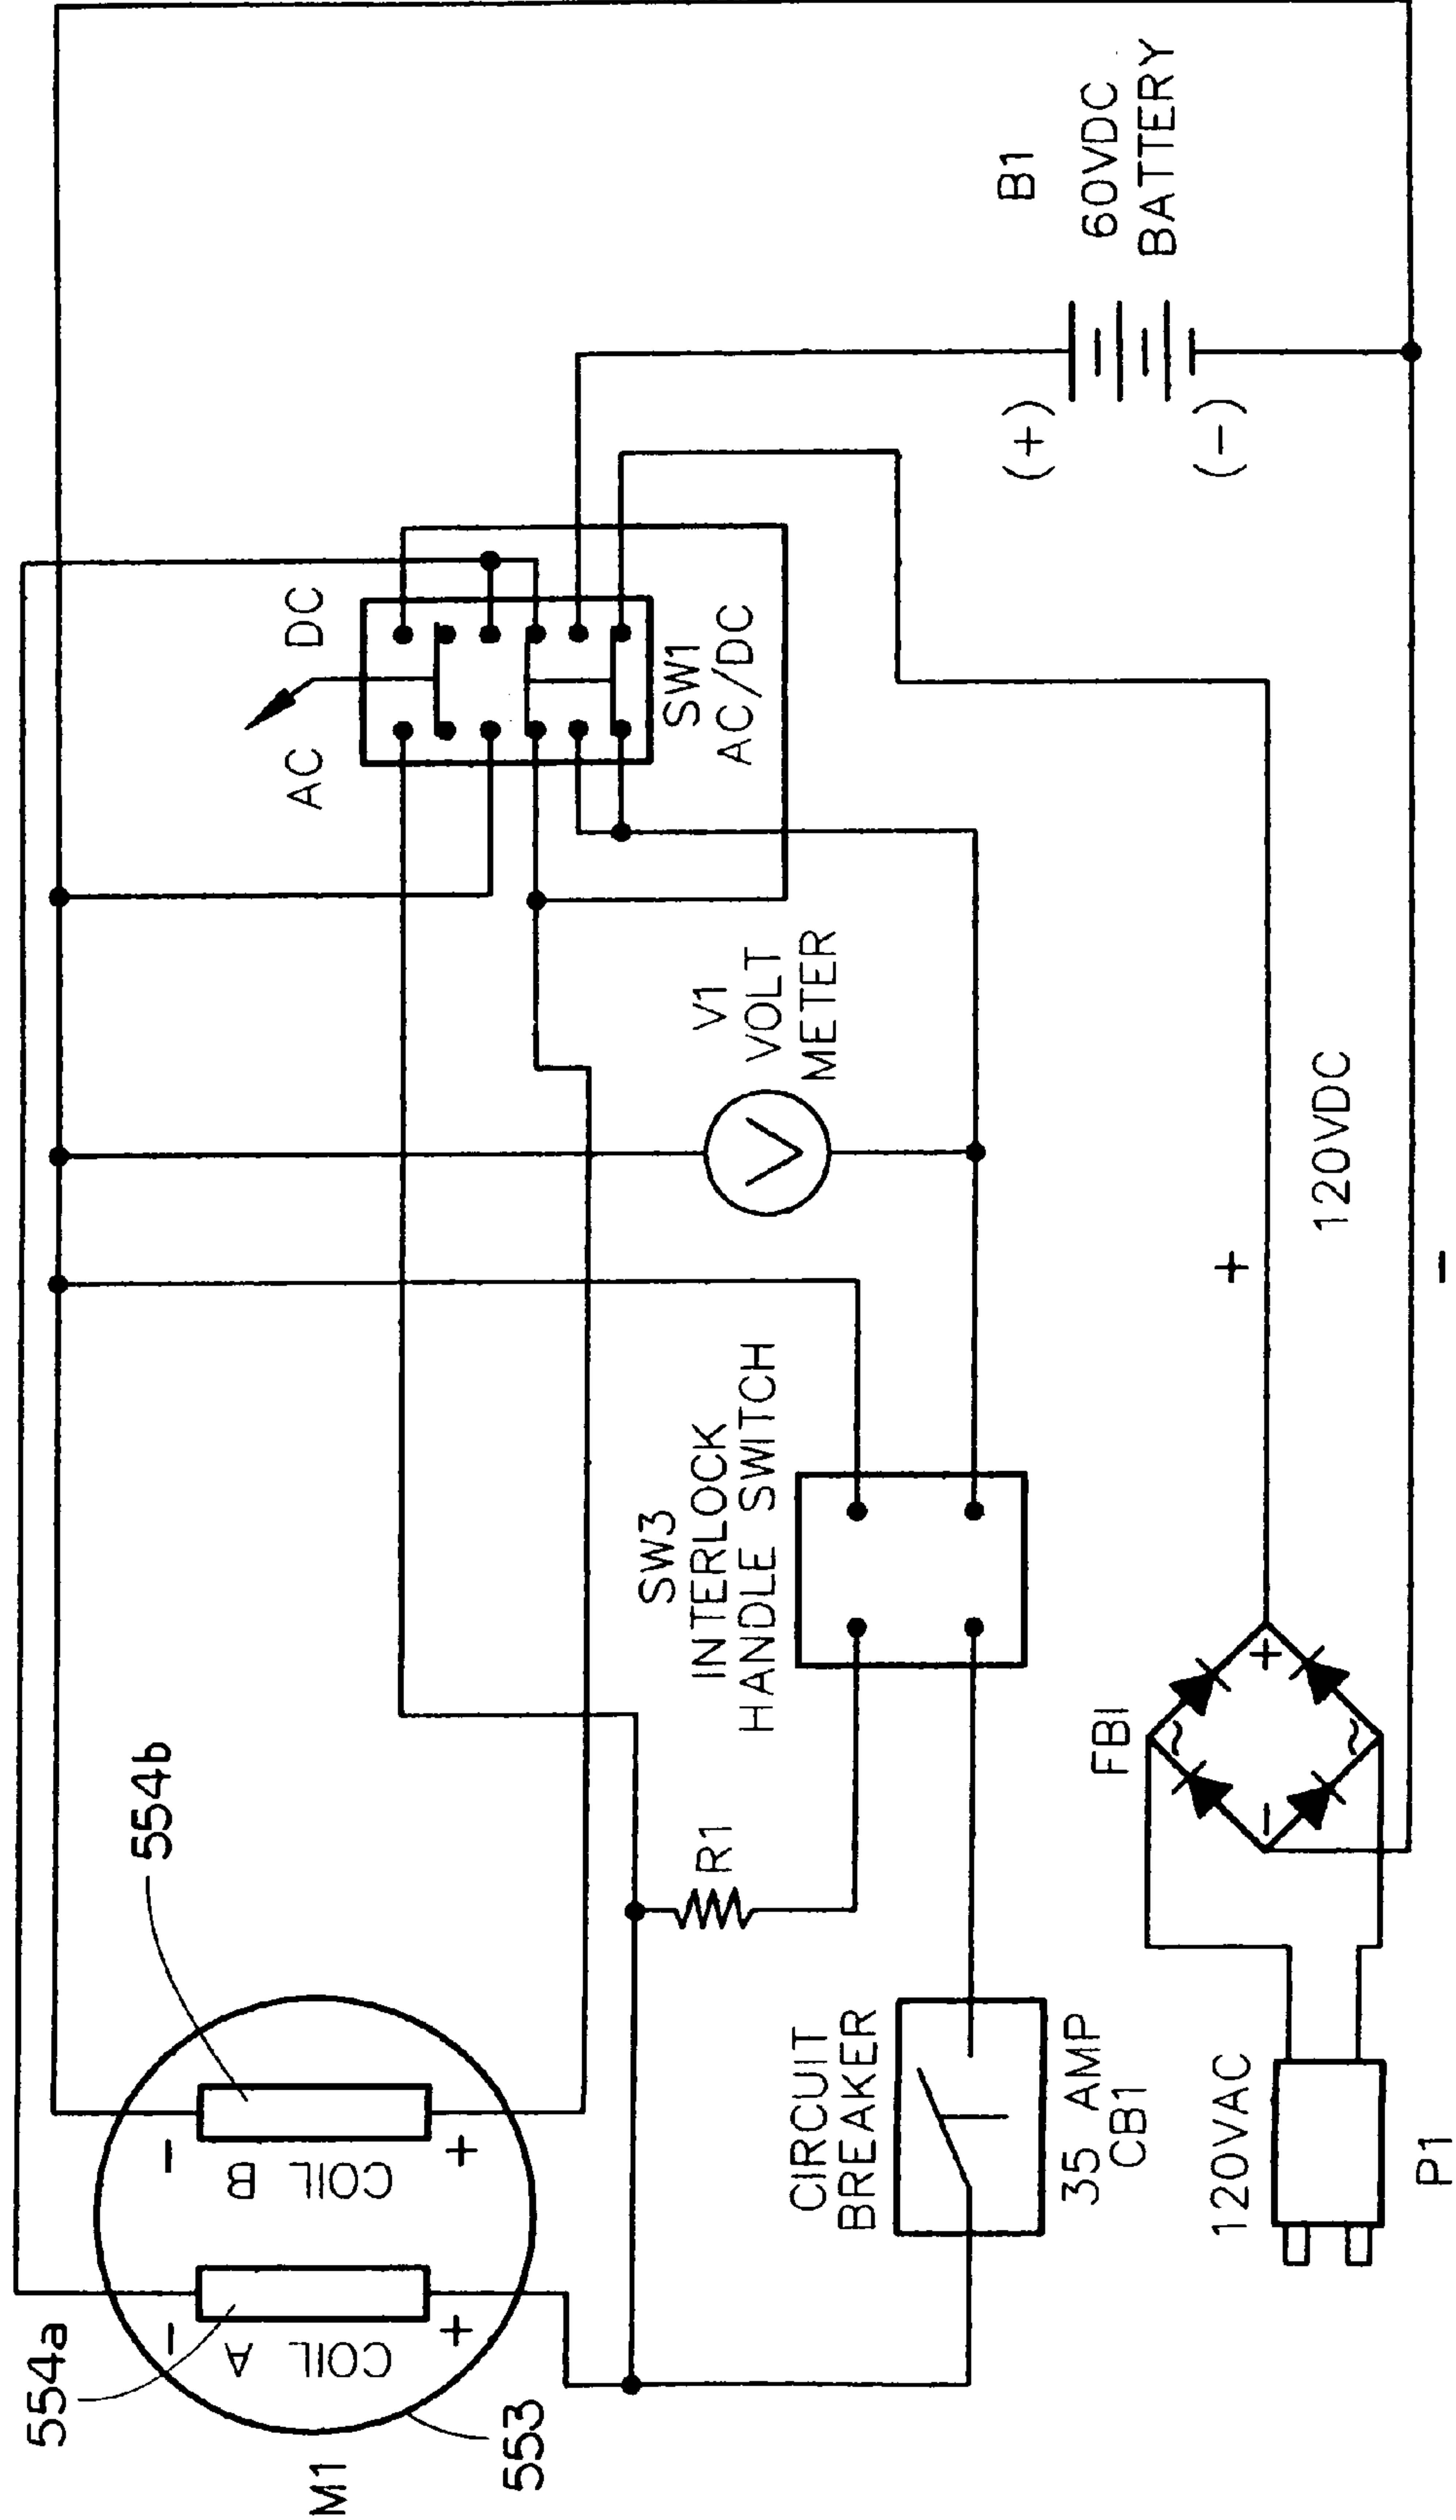 M1
554a
554b
553
-
COIL A
+
-
COIL B
+
AC DC
SW1
AC/DC
V1
VOLT
METER
SW3
INTERLOCK
HANDLE SWITCH
R1
CIRCUIT
BREAKER
35 AMP
CB1
B1
60VDC
BATTERY
(+)
(-)
FB1
+
~
~
-
+
120VDC
-
120VAC
P1